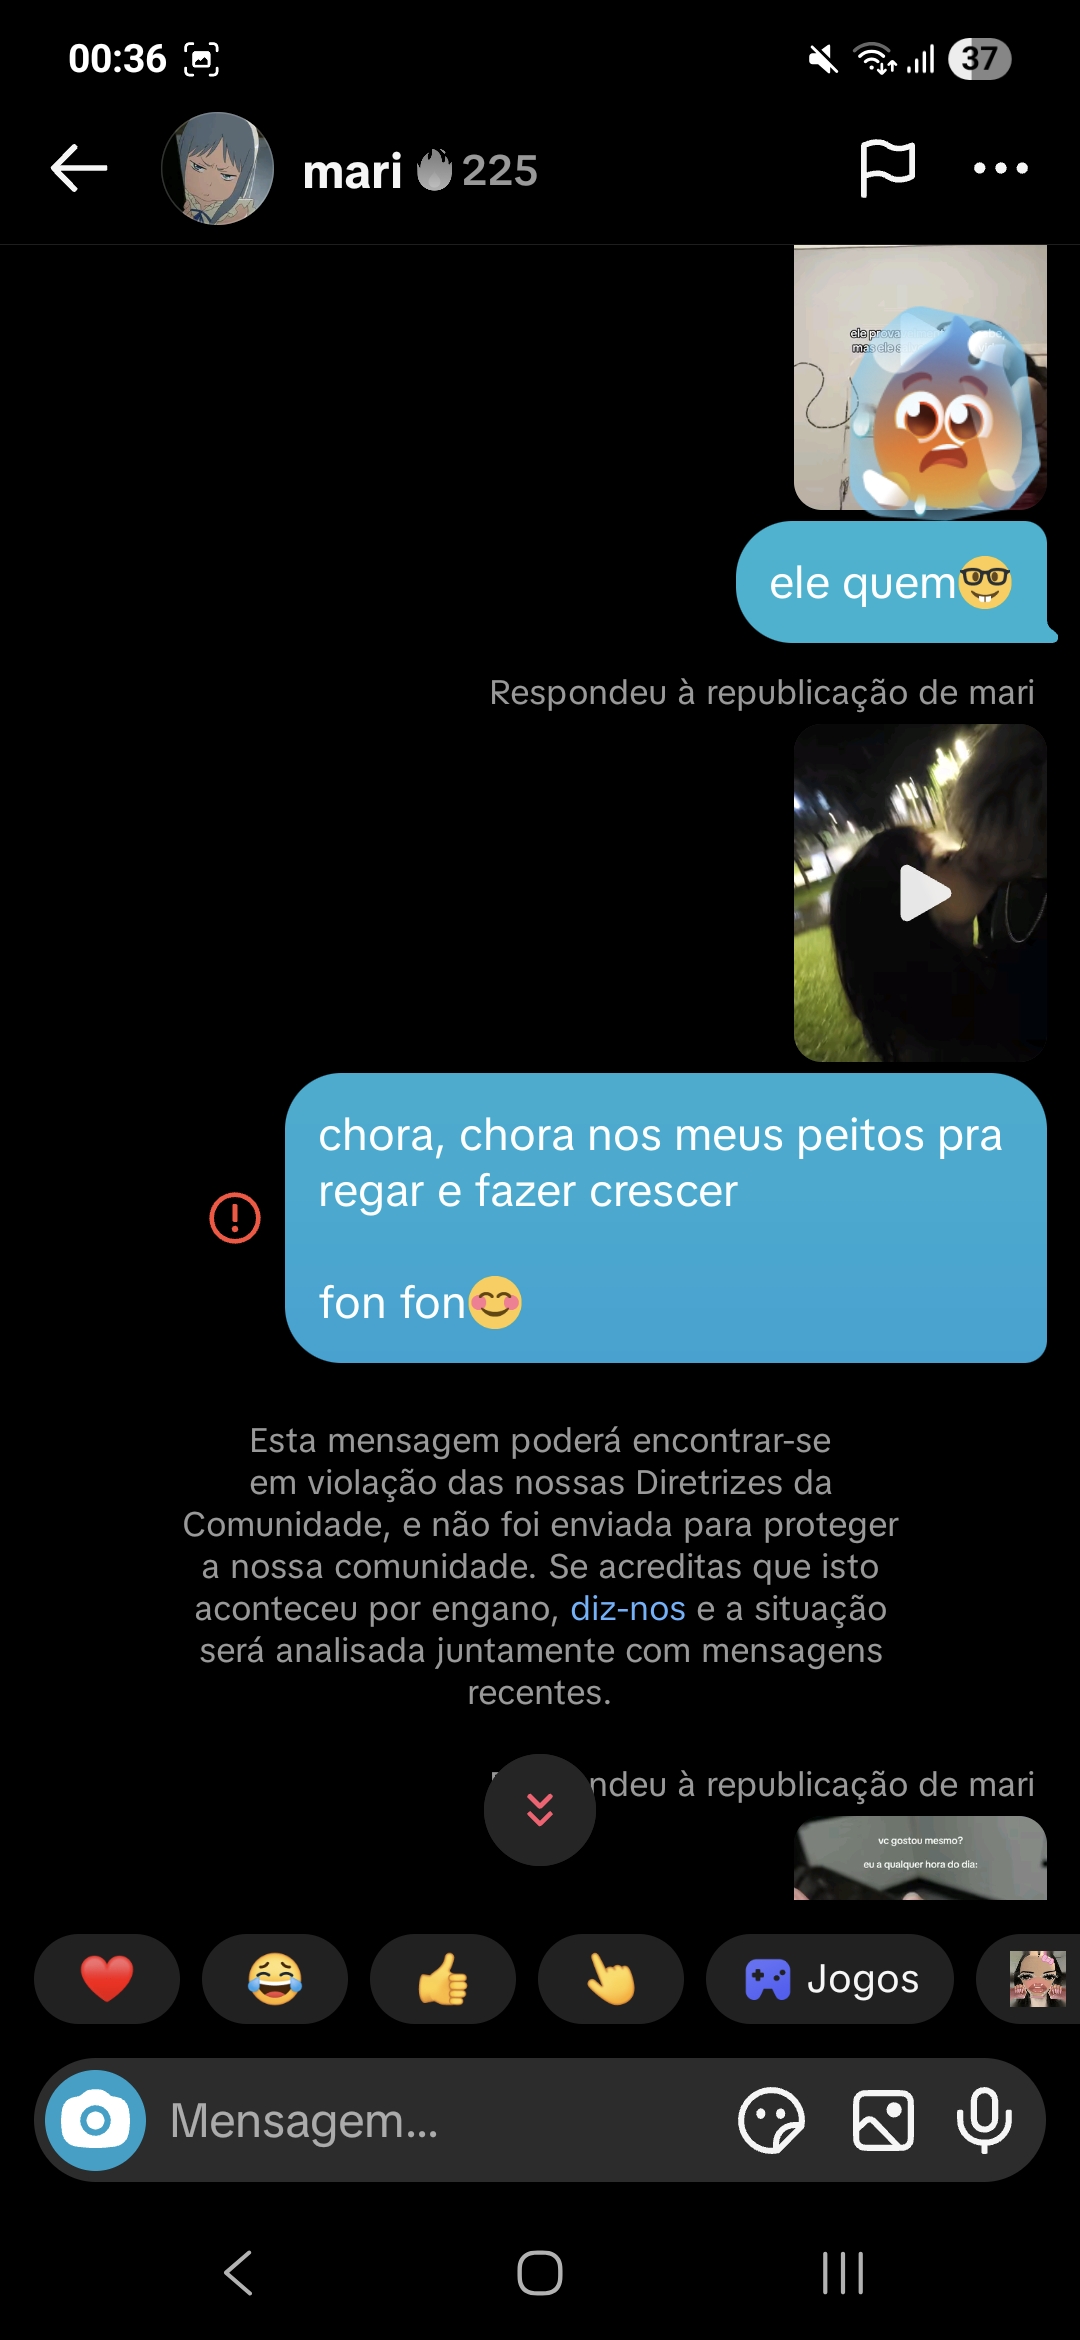 00:36
37
mari 225
ele prova
mas ele
ele quem🤓
Respondeu à republicação de mari
chora, chora nos meus peitos pra
regar e fazer crescer
fon fon😊
Esta mensagem poderá encontrar-se
em violação das nossas Diretrizes da
Comunidade, e não foi enviada para proteger
a nossa comunidade. Se acreditas que isto
aconteceu por engano, diz-nos e a situação
será analisada juntamente com mensagens
recentes.
ndeu à republicação de mari
vc gostou mesmo?
eu a qualquer hora do dia:
Jogos
Mensagem...